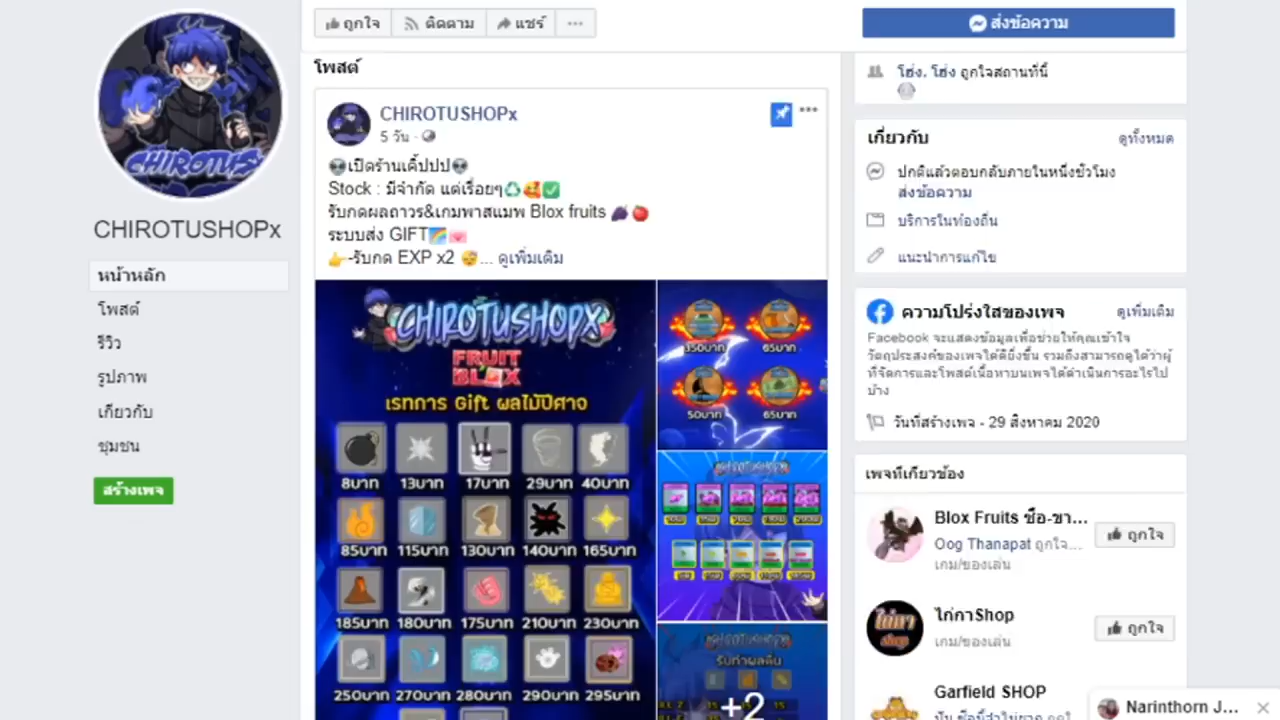 ถูกใจ
ติดตาม
แชร์
ส่งข้อความ
CHIROTUS
CHIROTUSHOPx
หน้าหลัก
โพสต์
รีวิว
รูปภาพ
เกี่ยวกับ
ชุมชน
สร้างเพจ
โพสต์
CHIROTUSHOPx
5 วัน ·
👽เปิดร้านเค้ิปปป👽
Stock : มีจำกัด แต่เรื่อยๆ♻️🥰✅
รับกดผลถาวร&เกมพาสแมพ Blox fruits 🍆🍅
ระบบส่ง GIFT🌈💌
👉-รับกด EXP x2 😴... ดูเพิ่มเติม
CHIROTUSHOPX
FRUIT
BLOX
เรทการ Gift ผลไม้ปีศาจ
8บาท 13บาท 17บาท 29บาท 40บาท
85บาท 115บาท 130บาท 140บาท 165บาท
185บาท 180บาท 175บาท 210บาท 230บาท
250บาท 270บาท 280บาท 290บาท 295บาท
350บาท 65บาท
50บาท 65บาท
CHIROTUSHOPX
CHIROTUSHOPX
+2
โฮ่ง. โฮ่ง ถูกใจสถานที่นี้
เกี่ยวกับ ดูทั้งหมด
ปกติแล้วตอบกลับภายในหนึ่งชั่วโมง
ส่งข้อความ
บริการในท้องถิ่น
แนะนำการแก้ไข
ความโปร่งใสของเพจ ดูเพิ่มเติม
Facebook จะแสดงข้อมูลเพื่อช่วยให้คุณเข้าใจ
วัตถุประสงค์ของเพจได้ดียิ่งขึ้น รวมถึงสามารถดูได้ว่าผู้
ที่จัดการและโพสต์เนื้อหาบนเพจได้ดำเนินการอะไรไป
บ้าง
วันที่สร้างเพจ - 29 สิงหาคม 2020
เพจที่เกี่ยวข้อง
Blox Fruits ซื้อ-ขา...
Oog Thanapat ถูกใจ...
เกม/ของเล่น
ถูกใจ
ไก่กาShop
เกม/ของเล่น
ถูกใจ
ไก่กา
shop
Garfield SHOP
Narinthorn J...